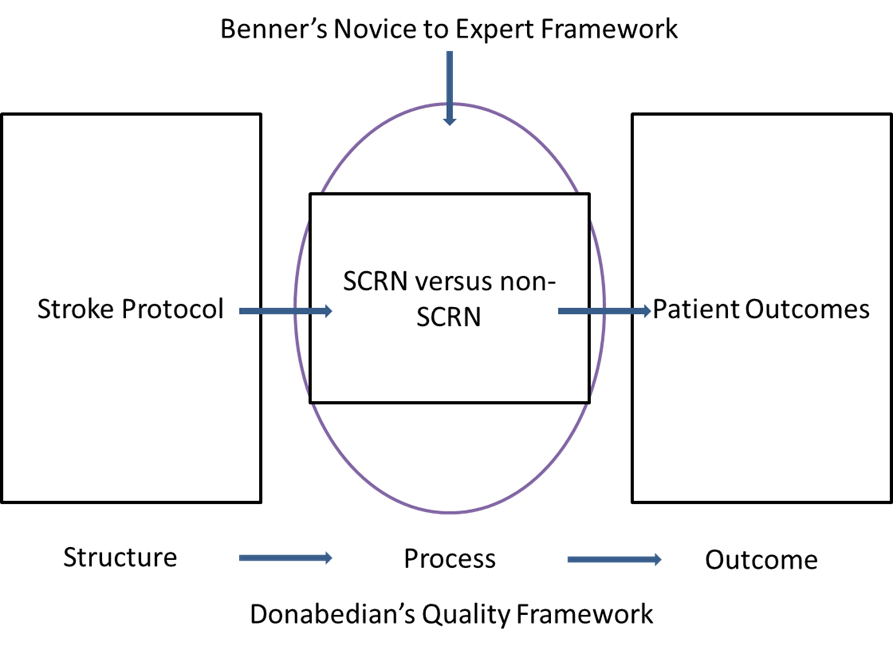 Benner’s Novice to Expert Framework
Stroke Protocol
SCRN versus non-
SCRN
Patient Outcomes
Structure
Process
Outcome
Donabedian’s Quality Framework